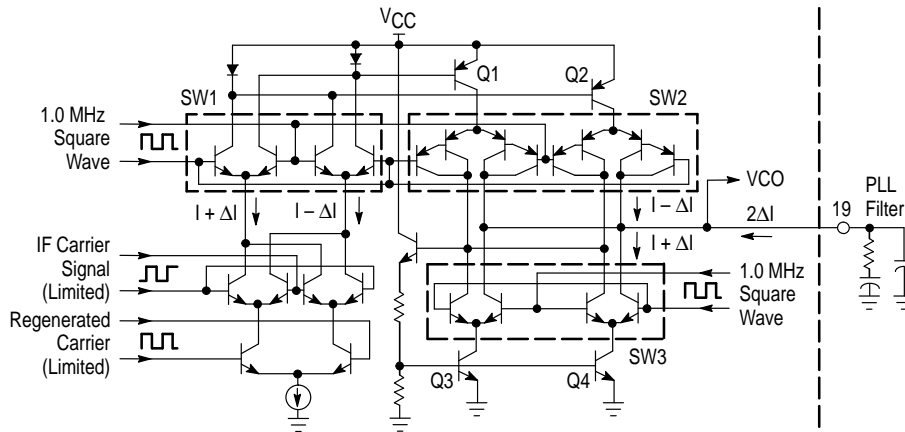 VCC
Q1
Q2
SW1
SW2
1.0 MHz
Square
Wave
VCO
I + ΔI
I – ΔI
I – ΔI
2ΔI
19
PLL
Filter
I + ΔI
IF Carrier
Signal
(Limited)
1.0 MHz
Square
Wave
Regenerated
Carrier
(Limited)
SW3
Q3
Q4